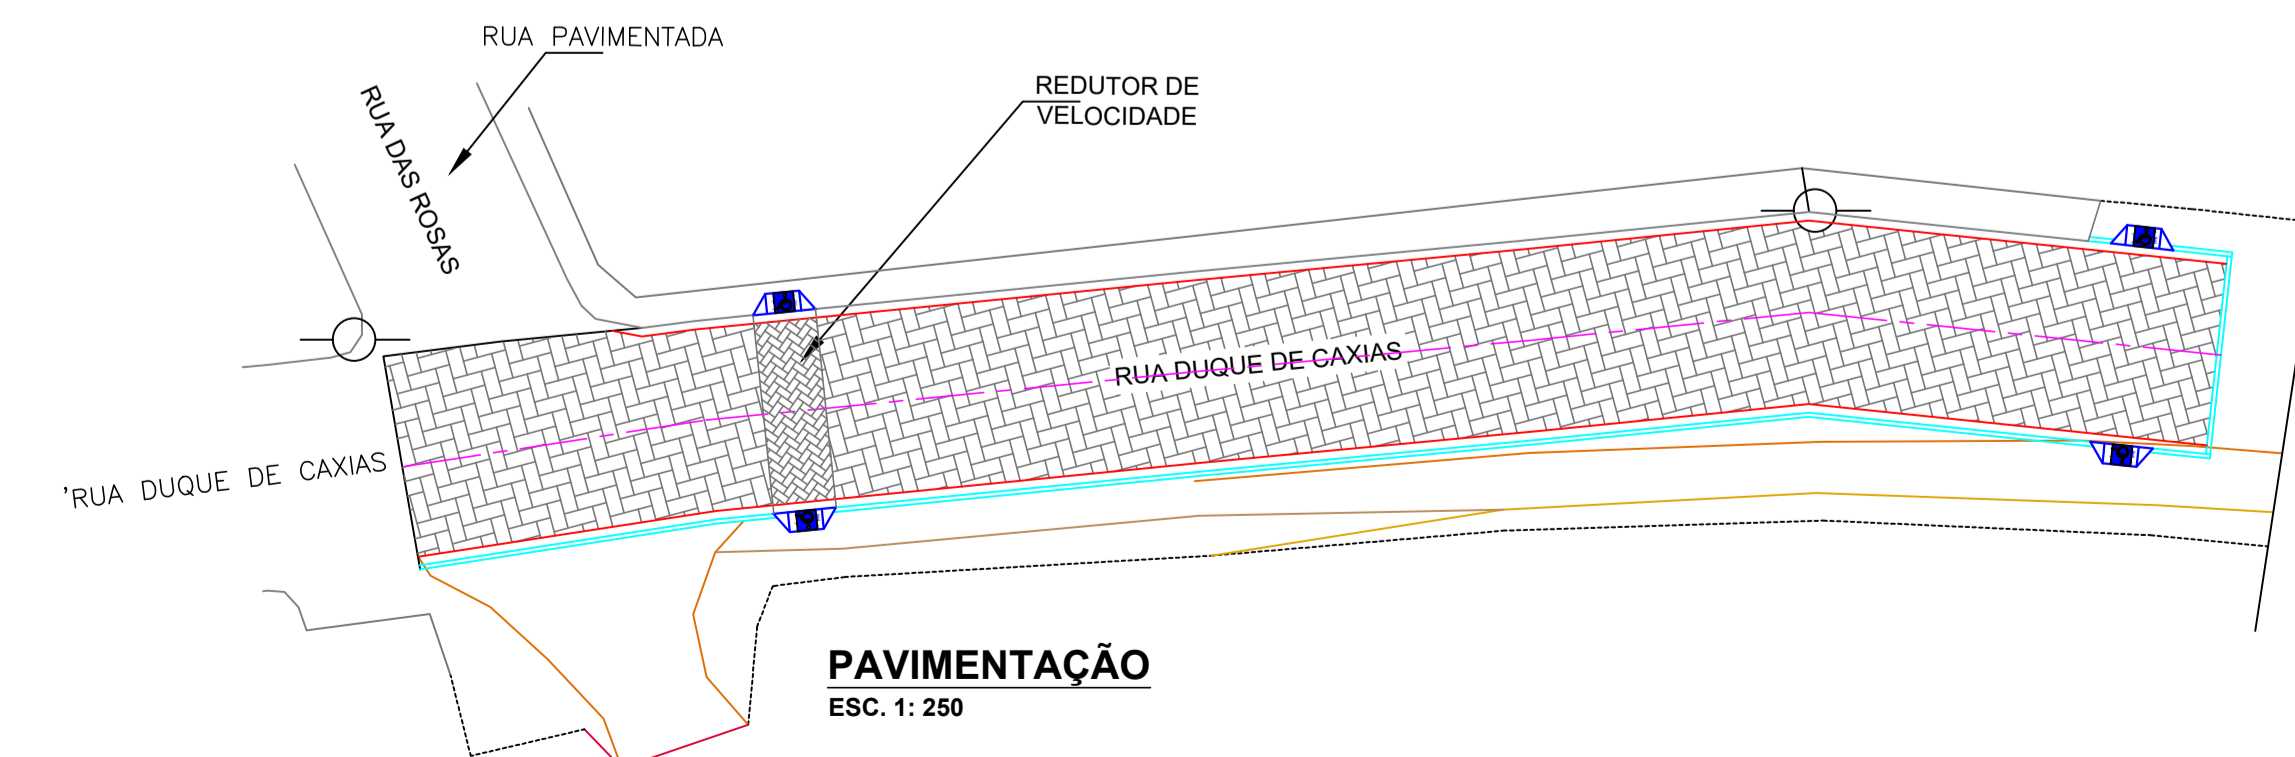 RUA PAVIMENTADA
REDUTOR DE
VELOCIDADE
RUA DAS ROSAS
RUA DUQUE DE CAXIAS
'RUA DUQUE DE CAXIAS
PAVIMENTAÇÃO
ESC. 1: 250